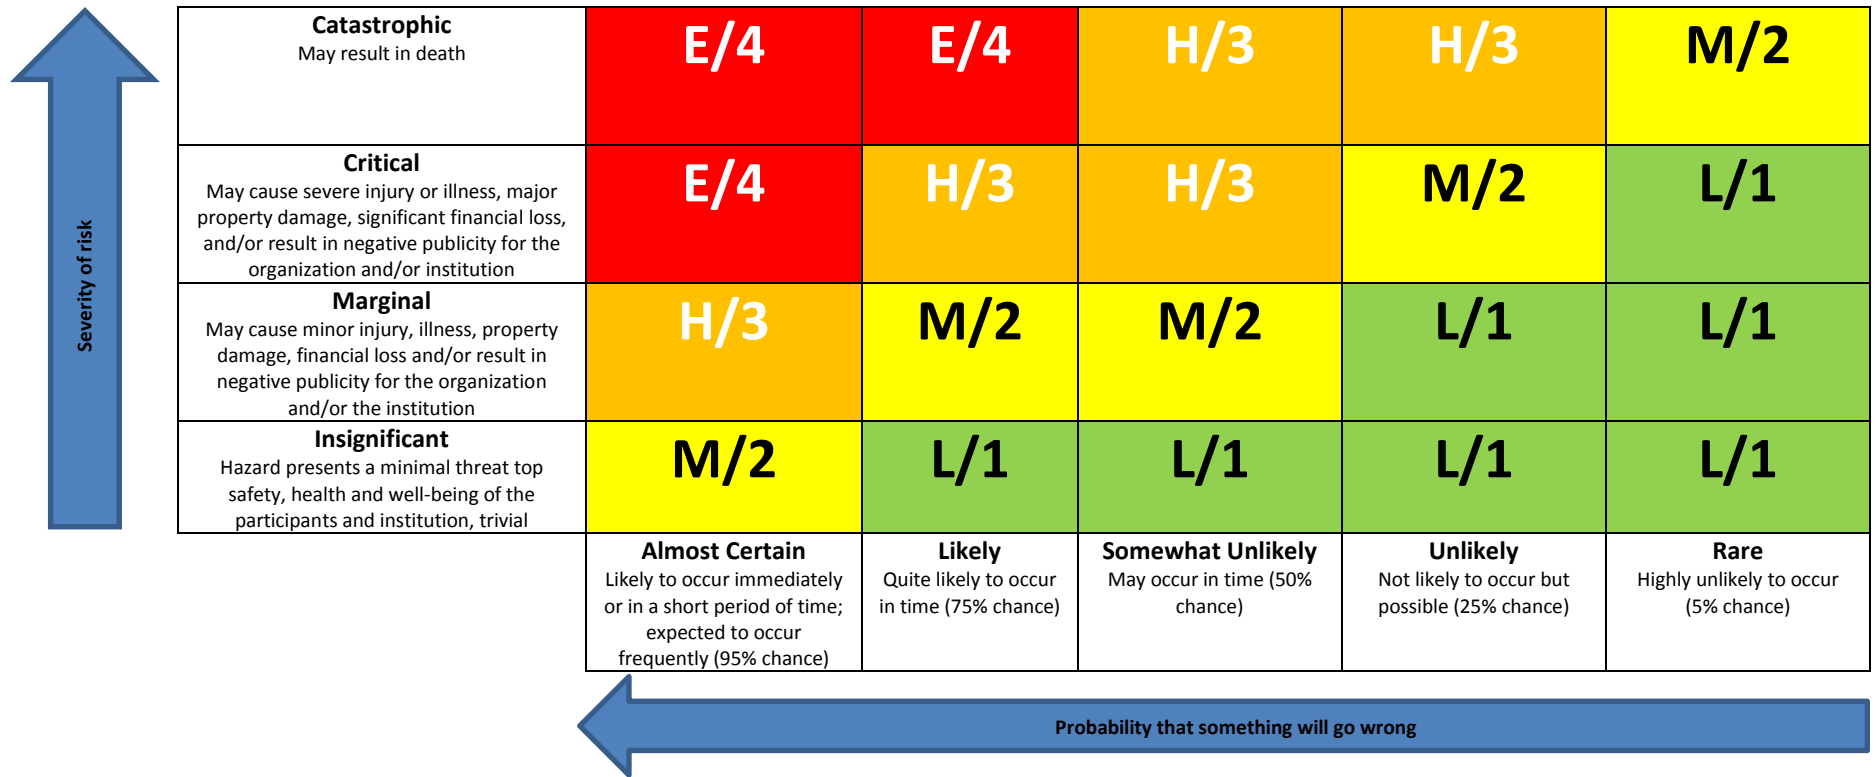 Severity of risk
Catastrophic
May result in death
E/4
E/4
H/3
H/3
M/2
Critical
May cause severe injury or illness, major
property damage, significant financial loss,
and/or result in negative publicity for the
organization and/or institution
E/4
H/3
H/3
M/2
L/1
Marginal
May cause minor injury, illness, property
damage, financial loss and/or result in
negative publicity for the organization
and/or the institution
H/3
M/2
M/2
L/1
L/1
Insignificant
Hazard presents a minimal threat top
safety, health and well-being of the
participants and institution, trivial
M/2
L/1
L/1
L/1
L/1
Almost Certain
Likely to occur immediately
or in a short period of time;
expected to occur
frequently (95% chance)
Likely
Quite likely to occur
in time (75% chance)
Somewhat Unlikely
May occur in time (50%
chance)
Unlikely
Not likely to occur but
possible (25% chance)
Rare
Highly unlikely to occur
(5% chance)
Probability that something will go wrong